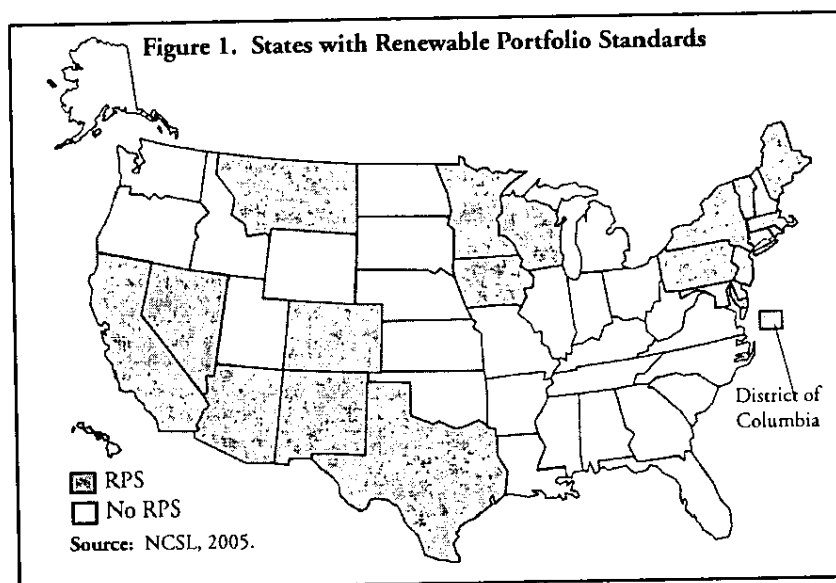 Figure 1. States with Renewable Portfolio Standards
District of
Columbia
RPS
No RPS
Source: NCSL, 2005.